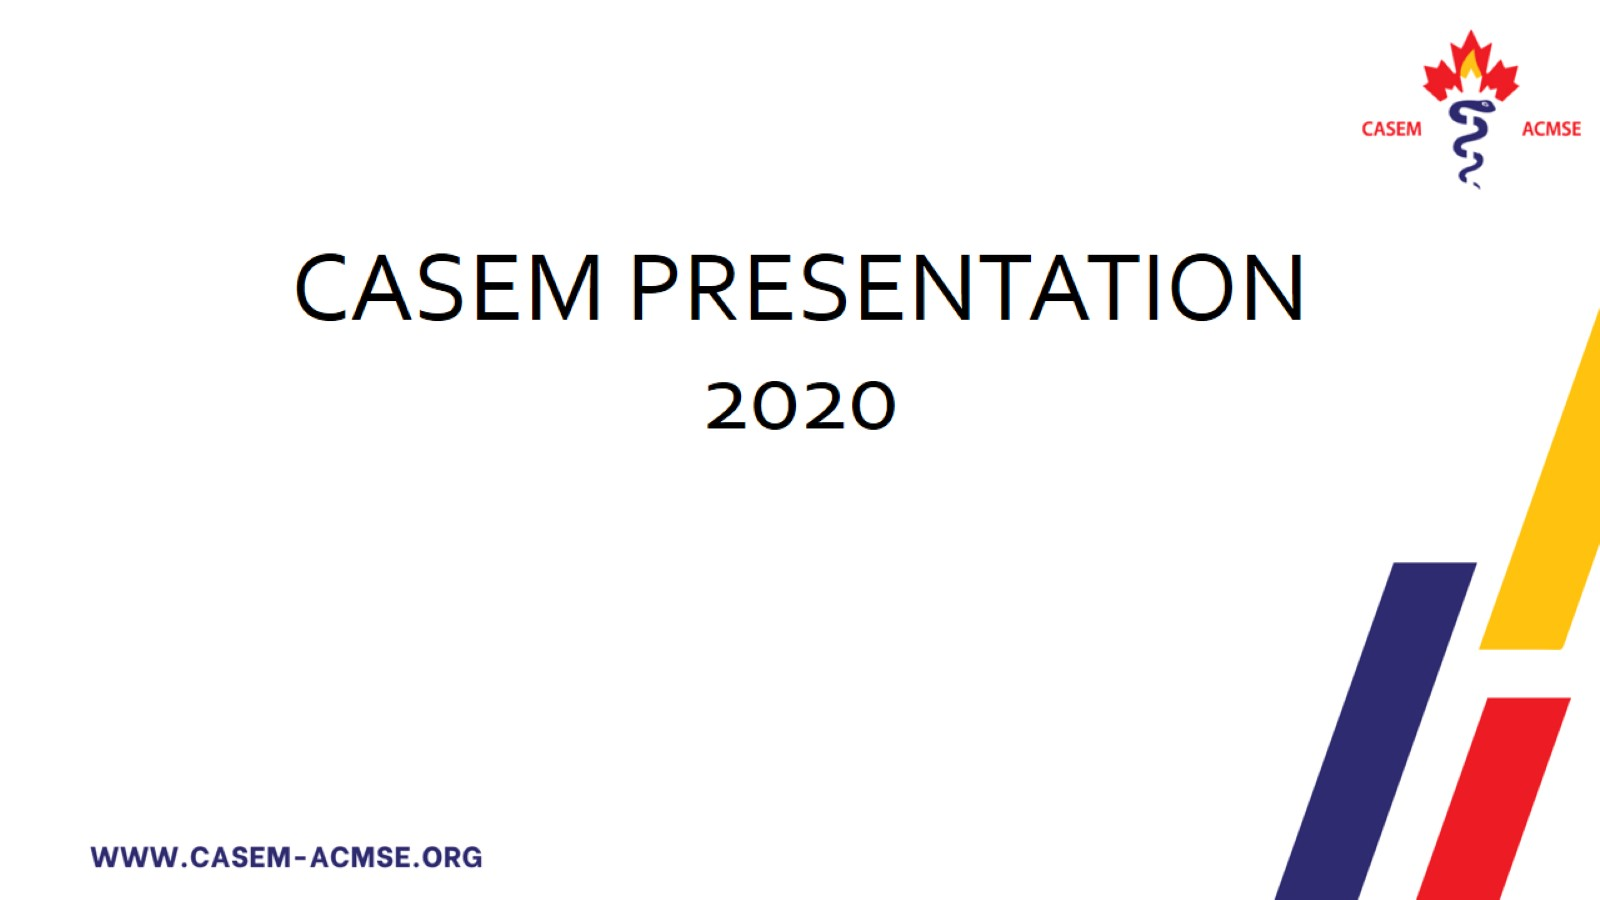 CASEM ACMSE
CASEM PRESENTATION
2020
WWW.CASEM-ACMSE.ORG